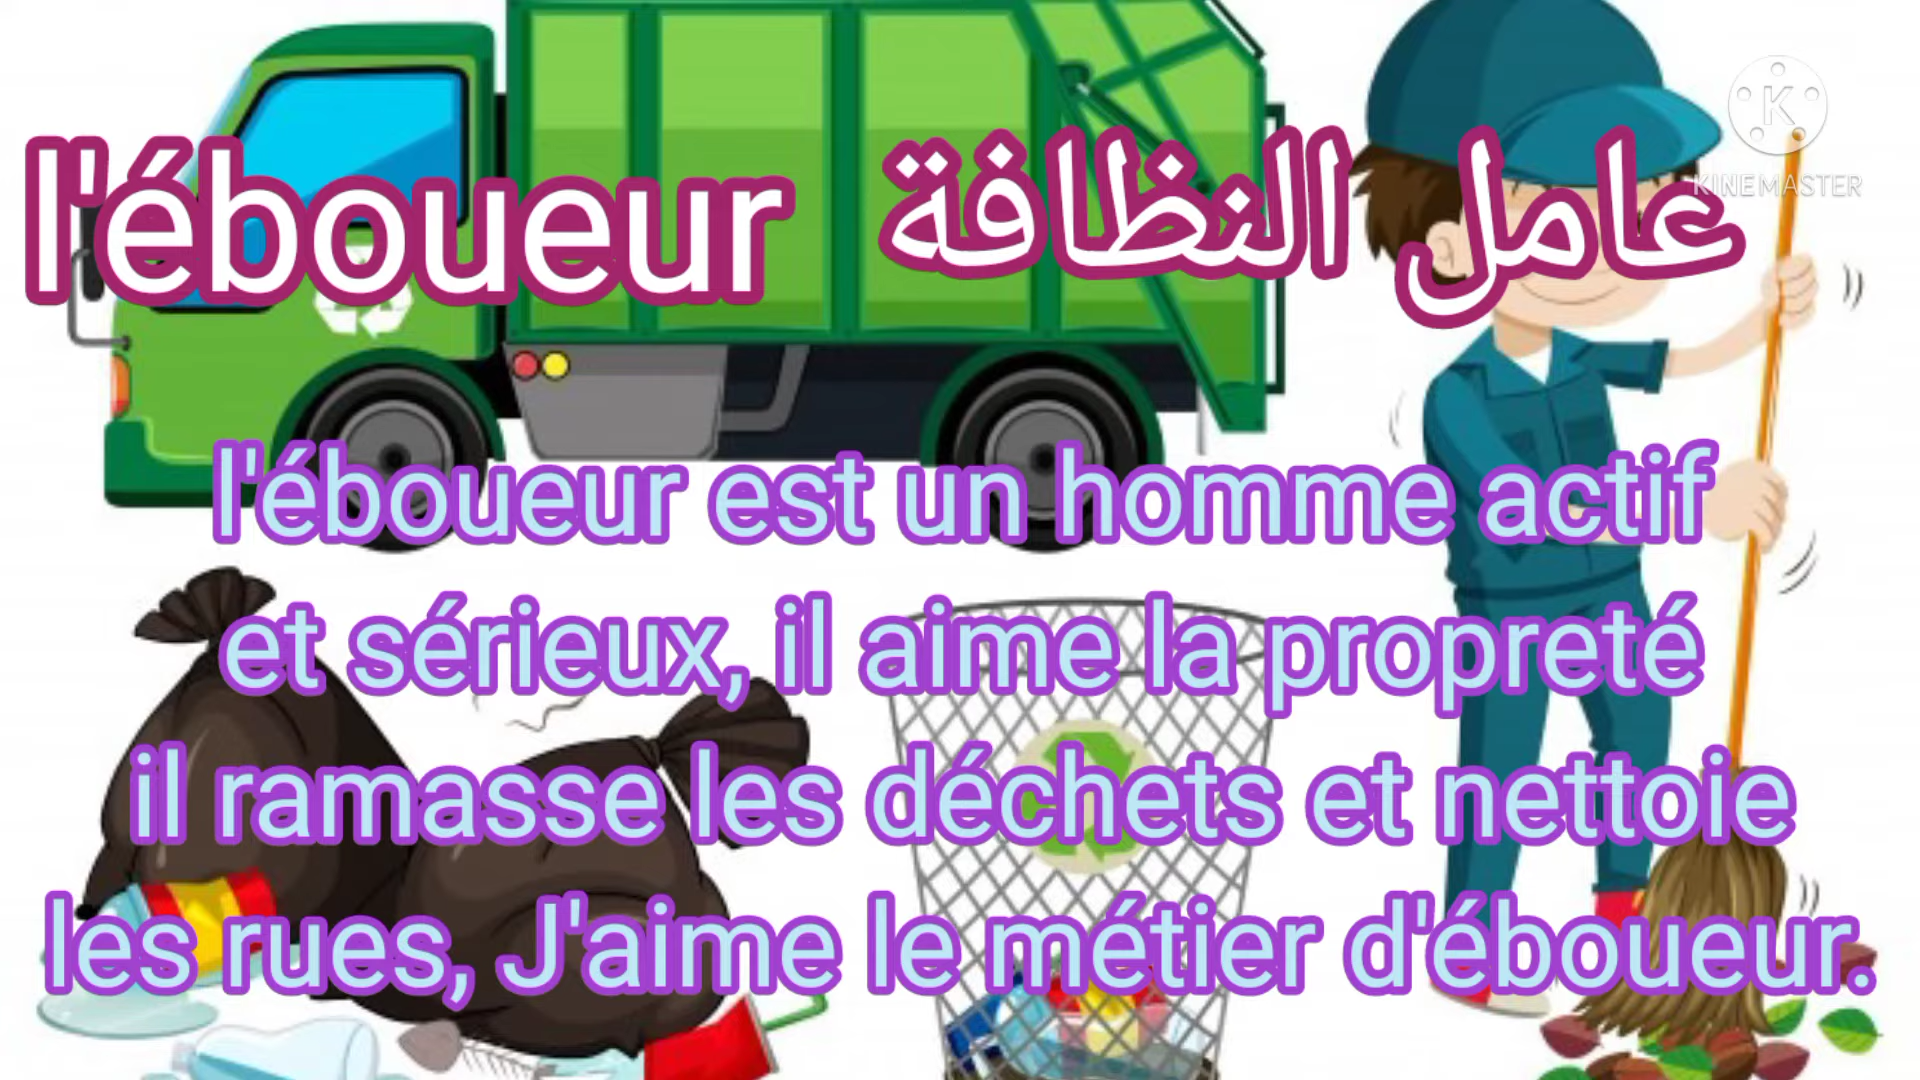 l'éboueur عامل النظافة
K
KINEMASTER
l'éboueur est un homme actif
et sérieux, il aime la propreté
il ramasse les déchets et nettoie
les rues, J'aime le métier d'éboueur.